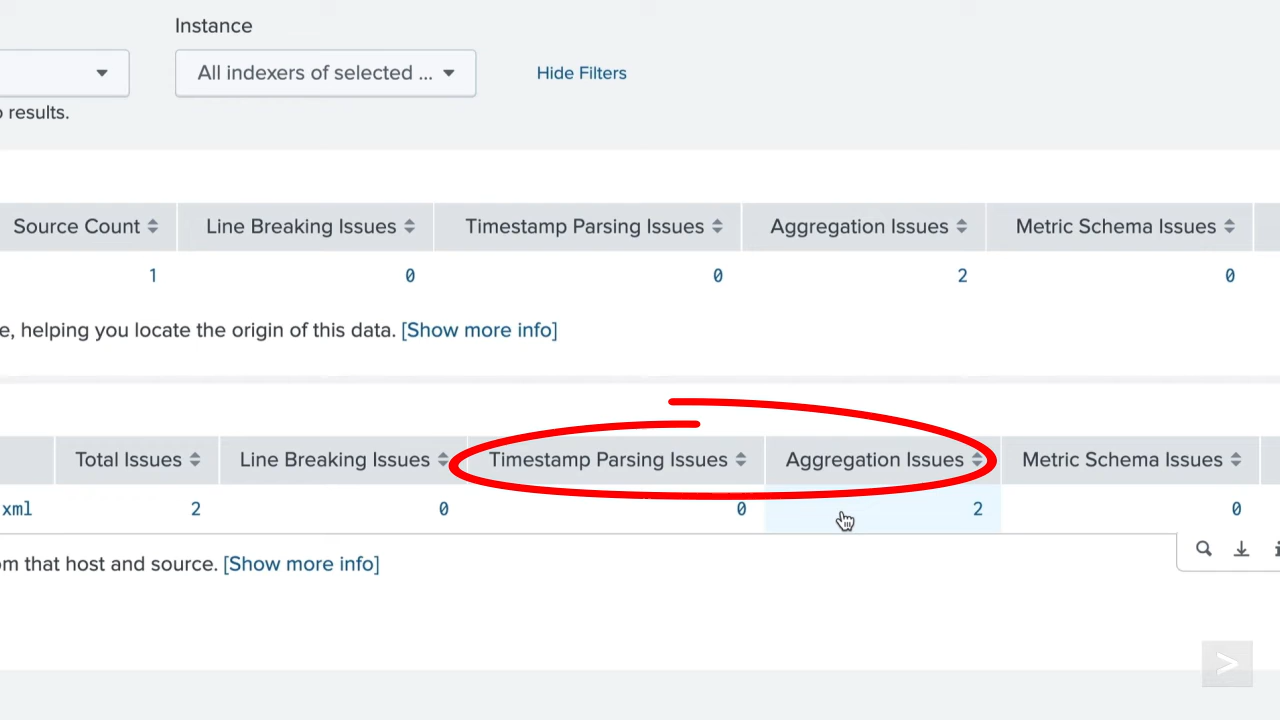 Instance
All indexers of selected ...
Hide Filters
results.
Source Count Line Breaking Issues Timestamp Parsing Issues Aggregation Issues Metric Schema Issues
1 0 0 2 0
e, helping you locate the origin of this data. [Show more info]
Total Issues Line Breaking Issues Timestamp Parsing Issues Aggregation Issues Metric Schema Issues
xml 2 0 0 2 0
om that host and source. [Show more info]
>